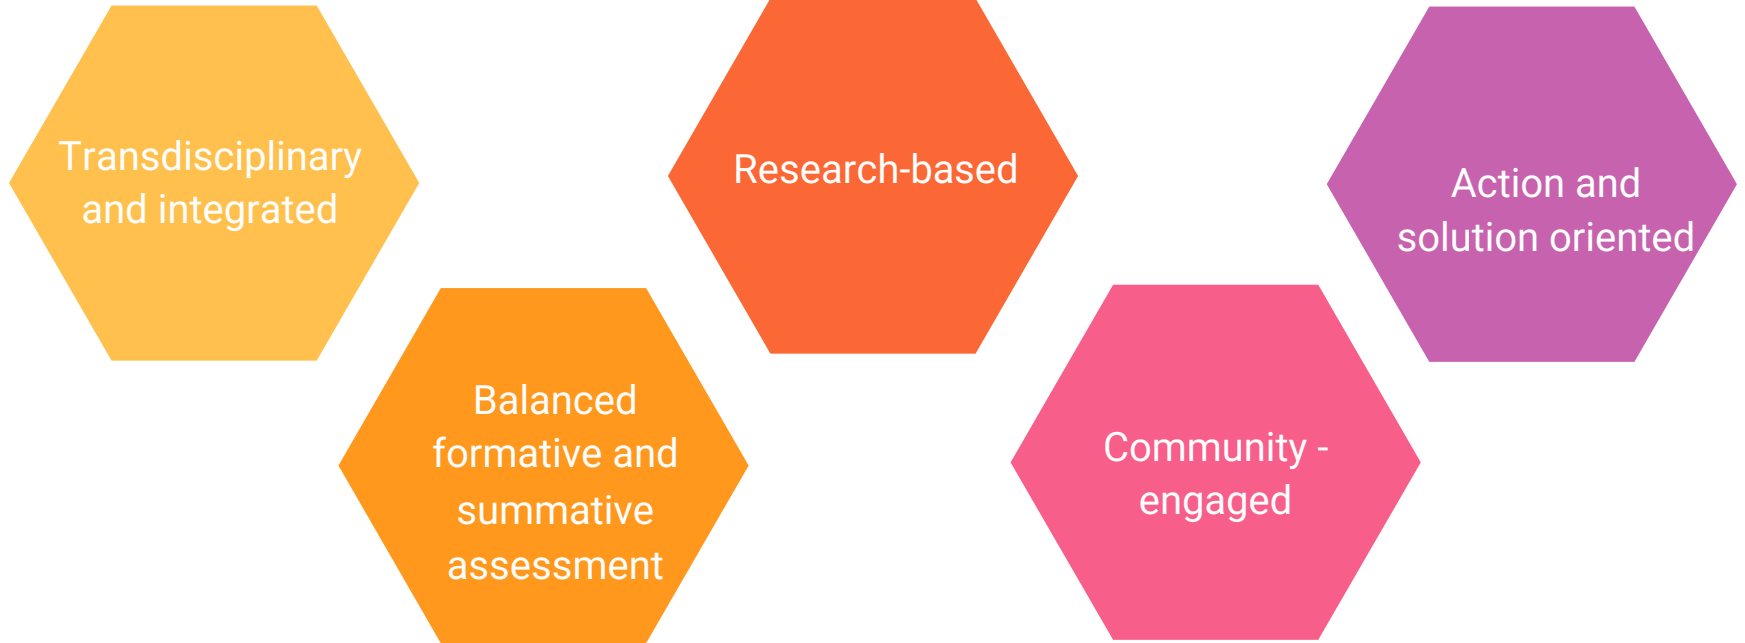 Transdisciplinary
and integrated
Balanced
formative and
summative
assessment
Research-based
Community -
engaged
Action and
solution oriented